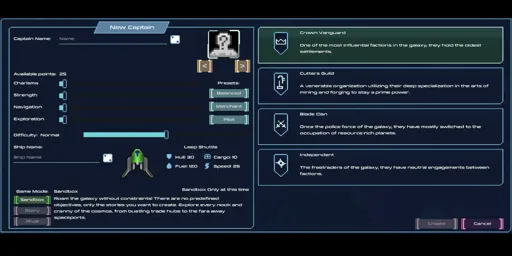 New Captain
Captain Name:
Name
Available points: 25
Charisma
Strength
Navigation
Exploration
Presets:
Balanced
Merchant
Pilot
Difficulty: Normal
Ship Name:
Ship Name
Leap Shuttle
Hull 30
Cargo 10
Fuel 120
Speed 25
Game Mode:
Sandbox
Sandbox Only at this time
Sandbox
Story
Roam the galaxy without constraints! There are no predefined
objectives, only the stories you want to create. Explore every nook and
cranny of the cosmos, from bustling trade hubs to the far away
spaceports.
Crown Vanguard
One of the most influential factions in the galaxy, they hold the oldest
settlements.
Cutters Guild
A venerable organization utilizing their deep specialization in the arts of
mining and forging to stay a prime power.
Blade Clan
Once the police force of the galaxy, they have mostly switched to the
occupation of resource-rich planets.
Independent
The freetraders of the galaxy, they have neutral engagements between
factions.
Create
Cancel